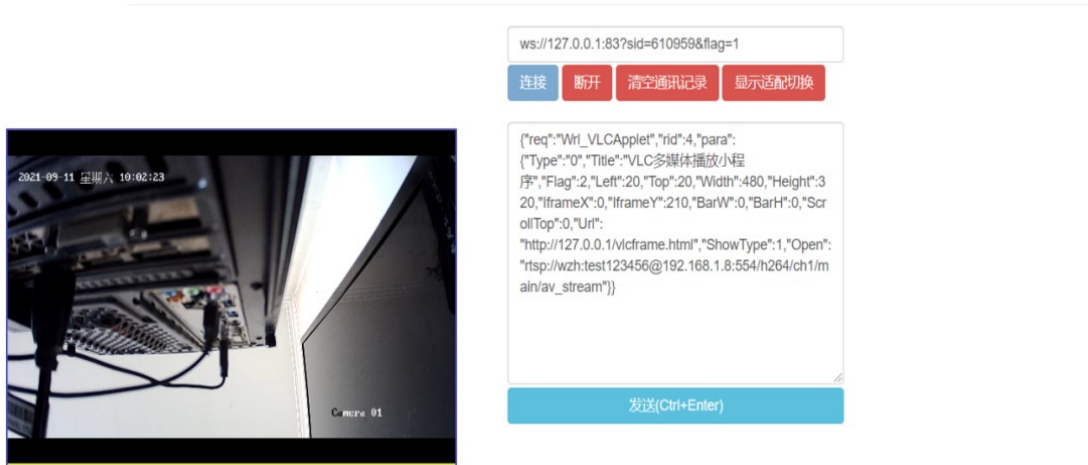 ws://127.0.0.1:83?sid=610959&flag=1
连接 断开 清空通讯记录 显示适配切换
{"req":"Wrl_VLCApplet","rid":4,"para":
{"Type":"0","Title":"VLC多媒体播放小程
序","Flag":2,"Left":20,"Top":20,"Width":480,"Height":3
20,"IframeX":0,"IframeY":210,"BarW":0,"BarH":0,"Scr
ollTop":0,"Url":
"http://127.0.0.1/vlcframe.html","ShowType":1,"Open":
"rtsp://wzh:test123456@192.168.1.8:554/h264/ch1/m
ain/av_stream"}}
发送(Ctrl+Enter)
2021-09-11 星期六 10:02:23
Camera 01